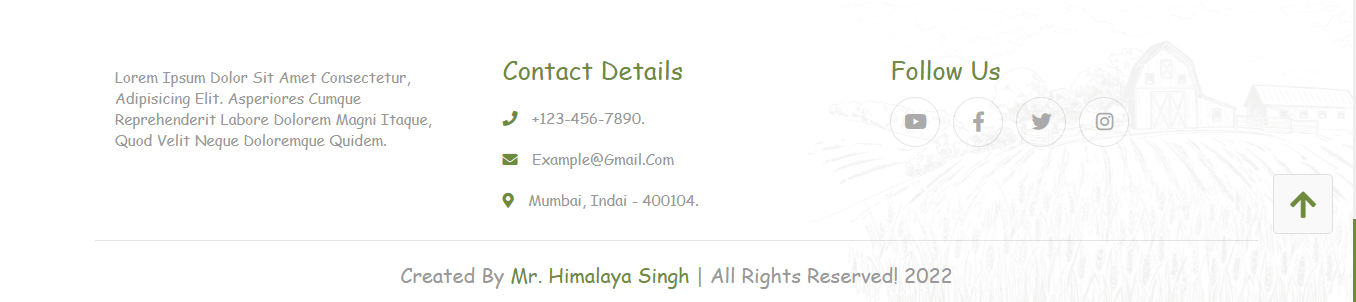 Lorem Ipsum Dolor Sit Amet Consectetur,
Adipisicing Elit. Asperiores Cumque
Reprehenderit Labore Dolorem Magni Itaque,
Quod Velit Neque Doloremque Quidem.
Contact Details
+123-456-7890.
Example@Gmail.Com
Mumbai, Indai - 400104.
Follow Us
Created By Mr. Himalaya Singh | All Rights Reserved! 2022